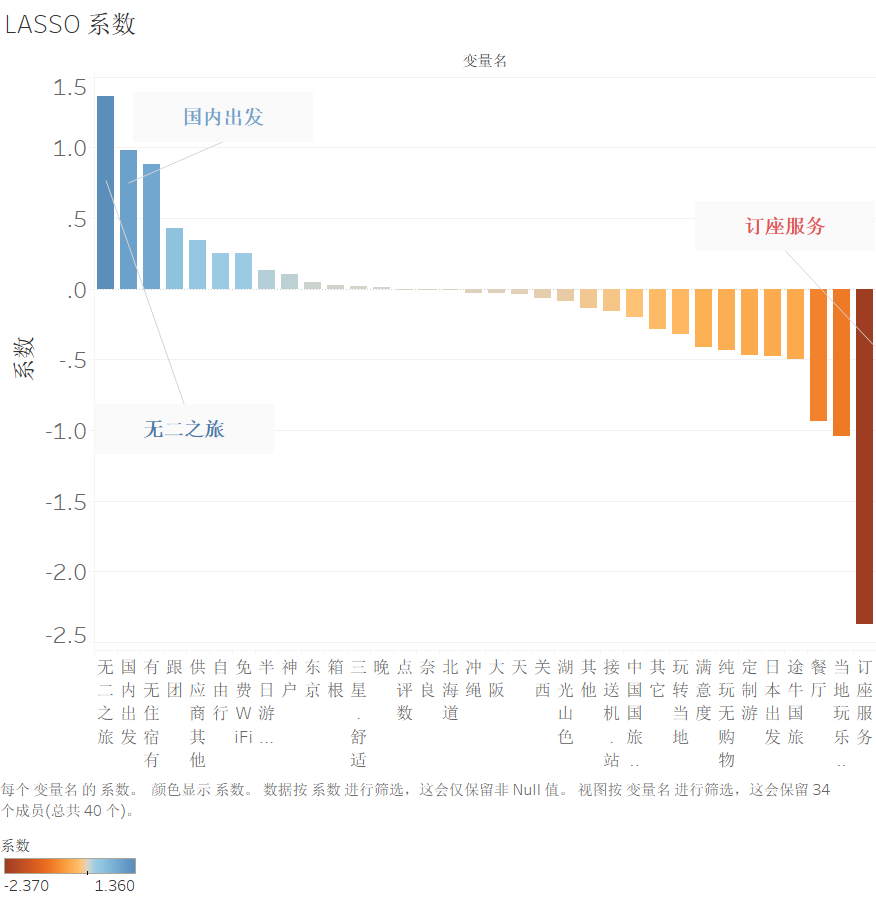 LASSO 系数
变量名
1.5
国内出发
1.0
.5
订座服务
.0
系数
-.5
-1.0
无二之旅
-1.5
-2.0
-2.5
无二之旅
国内出发
有无住宿有
跟团
供应商其他
自由行
免费WiFi
半日游...
神户
东京
箱根
三星.舒适
晚
点评数
奈良
北海道
冲绳
大阪
天
关西
湖光山色
其他
接送机.站
中国国旅..
其它
玩转当地
满意度
纯玩无购物
定制游
日本出发
途牛国旅
餐厅
当地玩乐..
订座服务
每个 变量名 的 系数。 颜色显示 系数。 数据按 系数 进行筛选，这会仅保留非 Null 值。 视图按 变量名 进行筛选，这会保留 34
个成员(总共 40 个)。
系数
-2.370 1.360